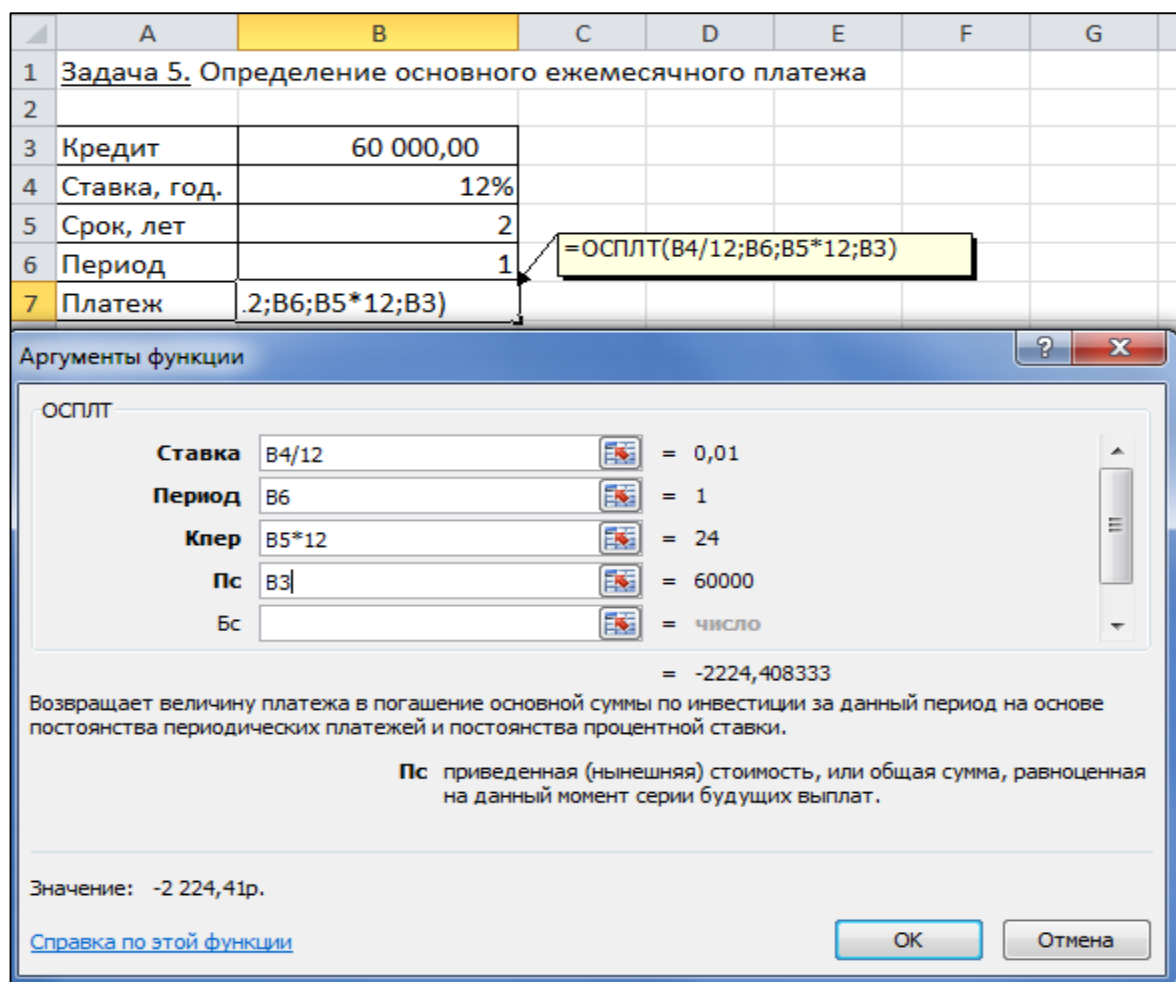 A B C D E F G
1 Задача 5. Определение основного ежемесячного платежа
2
3 Кредит 60 000,00
4 Ставка, год. 12%
5 Срок, лет 2
=ОСПЛТ(B4/12;B6;B5*12;B3)
6 Период 1
7 Платеж .2;B6;B5*12;B3)
Аргументы функции
ОСПЛТ
Ставка B4/12 = 0,01
Период B6 = 1
Кпер B5*12 = 24
Пс B3 = 60000
Бс = число
= -2224,408333
Возвращает величину платежа в погашение основной суммы по инвестиции за данный период на основе
постоянства периодических платежей и постоянства процентной ставки.
Пс приведенная (нынешняя) стоимость, или общая сумма, равноценная
на данный момент серии будущих выплат.
Значение: -2 224,41р.
Справка по этой функции OK Отмена